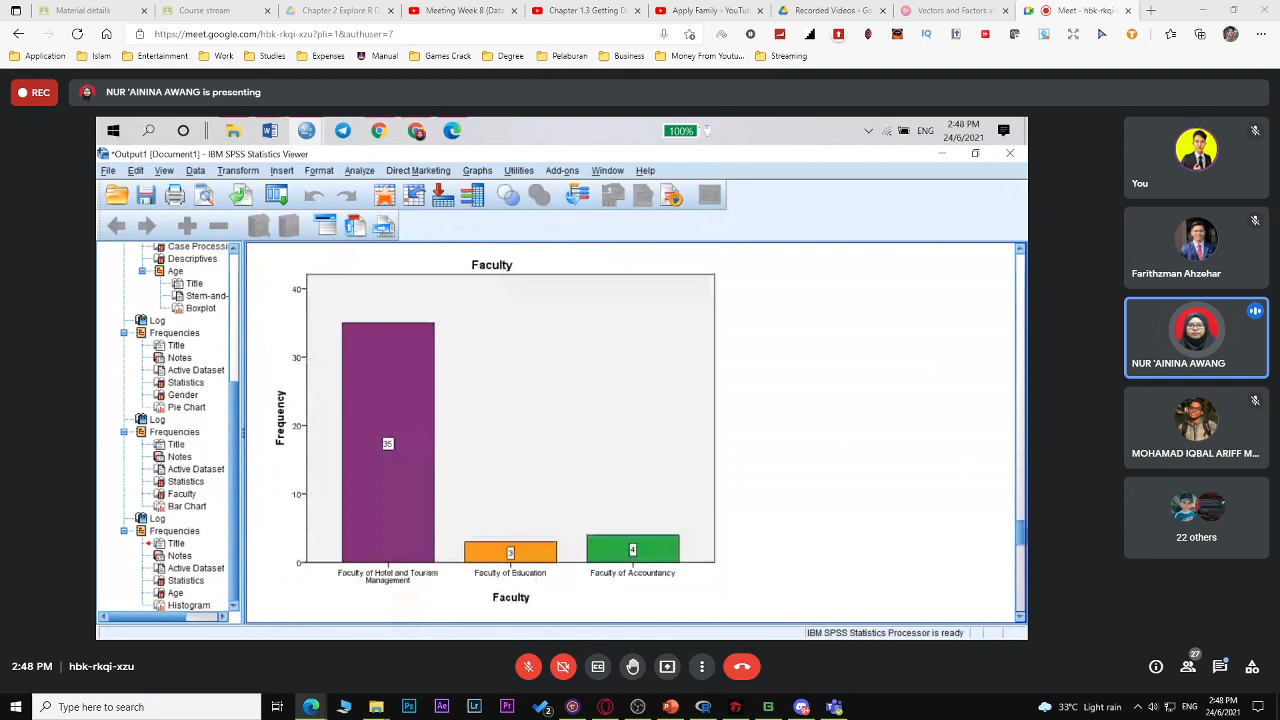 Material details
Course stream
Chapter 2 Explore R D
Meeting Week 8 (Data
Chapter 1.3 Getting Da
Apply Family - YouTub
Recorded Videos - Goo
Vectors and Factors in
Meet - hbk-rkqi-
https://meet.google.com/hbk-rkqi-xzu?pli=1&authuser=7
Application
Islam
Entertainment
Work
Studies
Expenses
Manual
Games Crack
Pelaburan
Business
Money From Youtu...
Streaming
REC
NUR 'AININA AWANG is presenting
100%
ENG
2:48 PM
24/6/2021
*Output1 [Document1] - IBM SPSS Statistics Viewer
File Edit View Data Transform Insert Format Analyze Direct Marketing Graphs Utilities Add-ons Window Help
Case Processi
Descriptives
Age
Title
Stem-and-
Boxplot
Log
Frequencies
Title
Notes
Active Dataset
Statistics
Gender
Pie Chart
Log
Frequencies
Title
Notes
Active Dataset
Statistics
Faculty
Bar Chart
Log
Frequencies
Title
Notes
Active Dataset
Statistics
Age
Histogram
Faculty
40
30
20
10
0
Frequency
35
3
4
Faculty of Hotel and Tourism
Management
Faculty of Education
Faculty of Accountancy
Faculty
IBM SPSS Statistics Processor is ready
You
Farithzman Ahzehar
NUR 'AININA AWANG
MOHAMAD IQBAL ARIFF M...
22 others
2:48 PM | hbk-rkqi-xzu
27
Type here to search
33°C Light rain
ENG
2:48 PM
24/6/2021